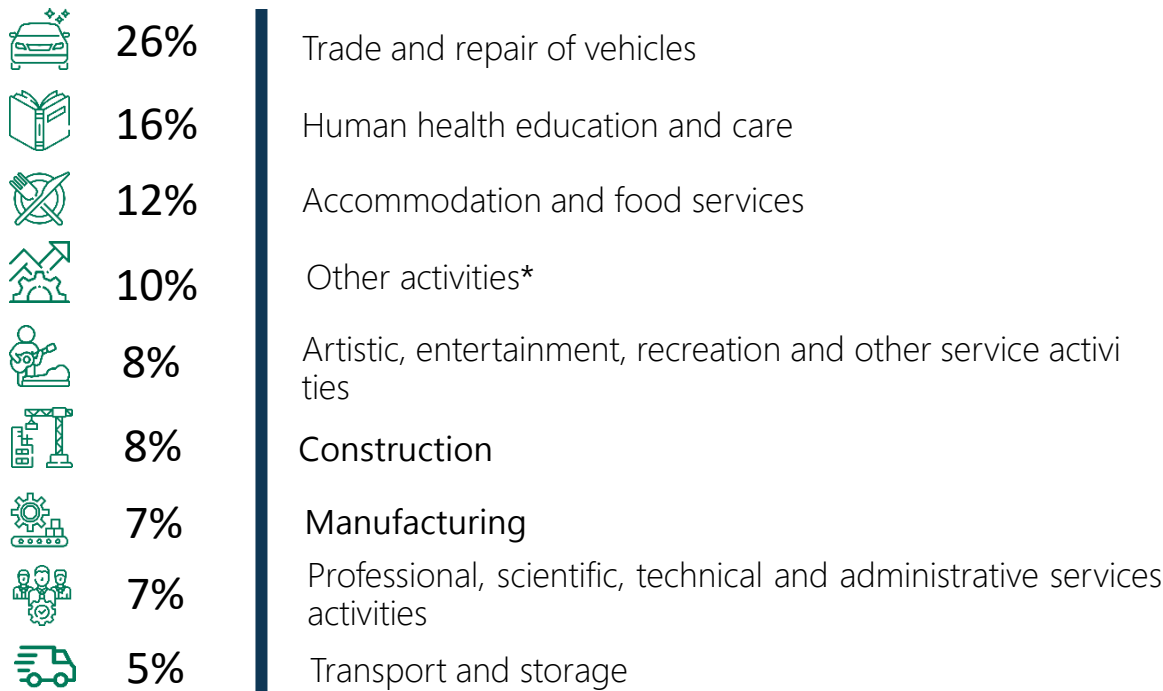 26% Trade and repair of vehicles
16% Human health education and care
12% Accommodation and food services
10% Other activities*
8% Artistic, entertainment, recreation and other service activi
ties
8% Construction
7% Manufacturing
7% Professional, scientific, technical and administrative services
activities
5% Transport and storage